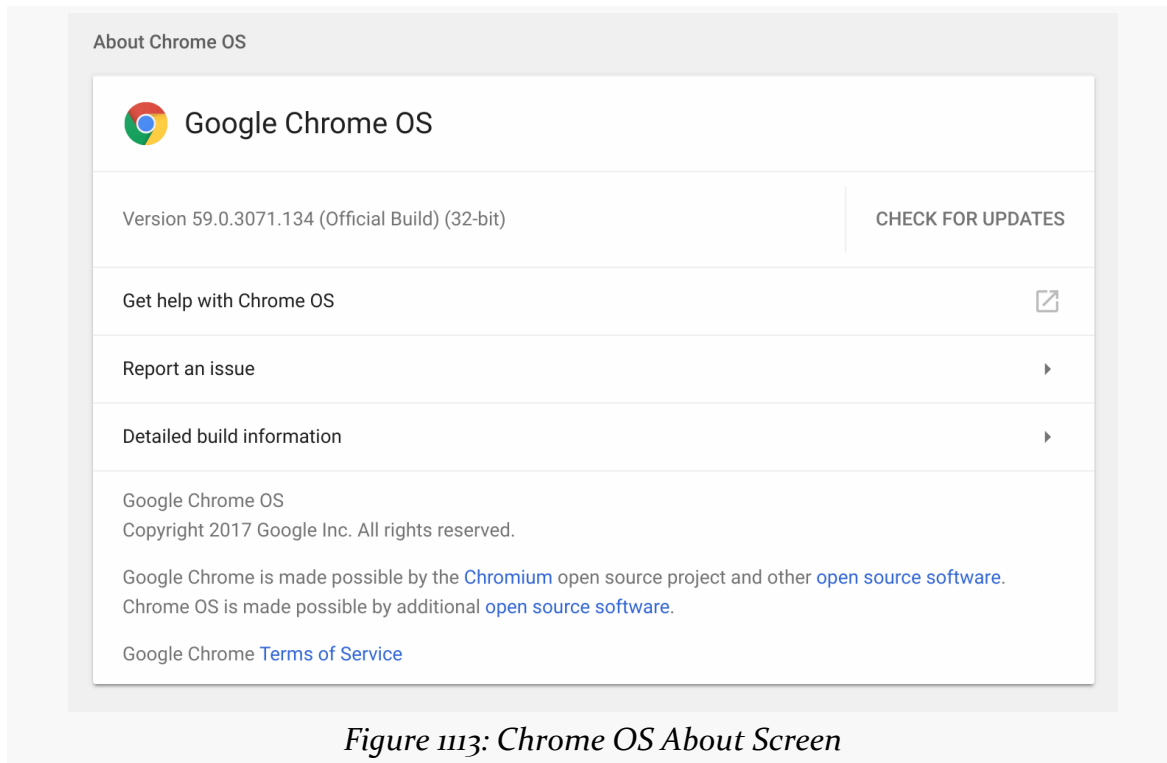 About Chrome OS
Google Chrome OS
Version 59.0.3071.134 (Official Build) (32-bit)
CHECK FOR UPDATES
Get help with Chrome OS
Report an issue
Detailed build information
Google Chrome OS
Copyright 2017 Google Inc. All rights reserved.
Google Chrome is made possible by the Chromium open source project and other open source software.
Chrome OS is made possible by additional open source software.
Google Chrome Terms of Service
Figure 1113: Chrome OS About Screen